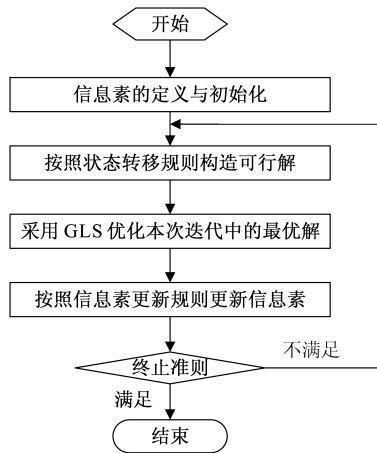 开始
信息素的定义与初始化
按照状态转移规则构造可行解
采用 GLS 优化本次迭代中的最优解
按照信息素更新规则更新信息素
终止准则
不满足
满足
结束